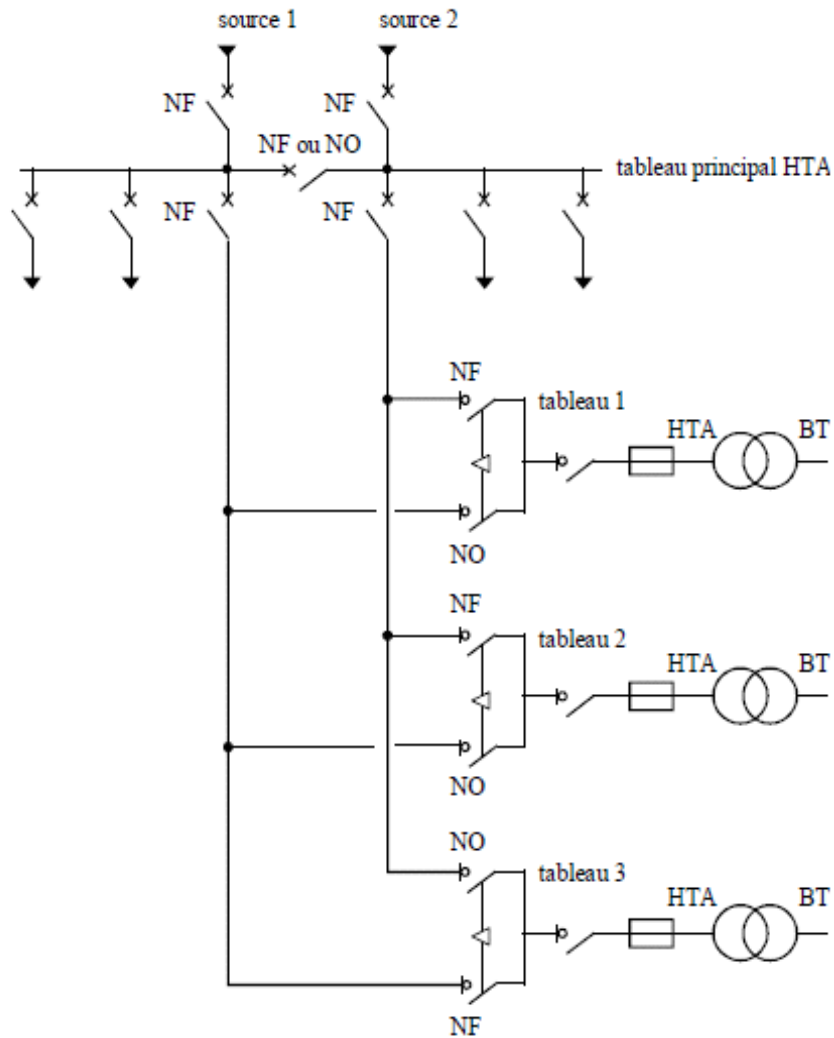 source 1 source 2
NF NF
NF ou NO
tableau principal HTA
NF NF
NF
tableau 1
HTA BT
NO
NF
tableau 2
HTA BT
NO
NO
tableau 3
HTA BT
NF